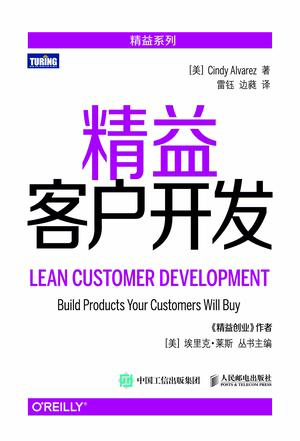 精益系列
TURING
[美] Cindy Alvarez 著
雷钰 边蕤 译
精益
客户开发
LEAN CUSTOMER DEVELOPMENT
Build Products Your Customers Will Buy
《精益创业》作者
[美] 埃里克·莱斯 丛书主编
中国工信出版集团
人民邮电出版社
POSTS & TELECOM PRESS
O'REILLY®